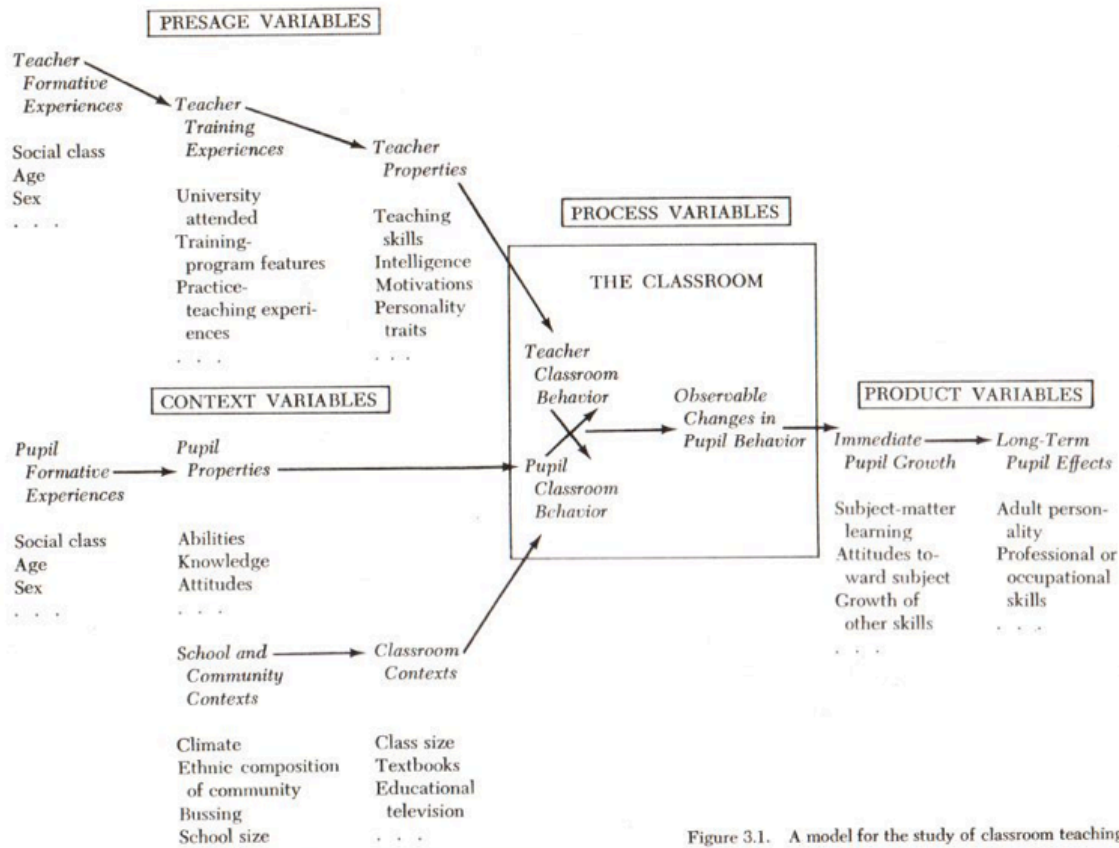 PRESAGE VARIABLES
Teacher
Formative
Experiences
Social class
Age
Sex
. . .
Teacher
Training
Experiences
University
attended
Training-
program features
Practice-
teaching experi-
ences
. . .
Teacher
Properties
Teaching
skills
Intelligence
Motivations
Personality
traits
. . .
PROCESS VARIABLES
THE CLASSROOM
Teacher
Classroom
Behavior
Observable
Changes in
Pupil Behavior
Pupil
Classroom
Behavior
CONTEXT VARIABLES
Pupil
Formative
Experiences
Social class
Age
Sex
. . .
Pupil
Properties
Abilities
Knowledge
Attitudes
. . .
School and
Community
Contexts
Climate
Ethnic composition
of community
Bussing
School size
Classroom
Contexts
Class size
Textbooks
Educational
television
. . .
PRODUCT VARIABLES
Immediate
Pupil Growth
Subject-matter
learning
Attitudes to-
ward subject
Growth of
other skills
. . .
Long-Term
Pupil Effects
Adult person-
ality
Professional or
occupational
skills
. . .
Figure 3.1. A model for the study of classroom teaching